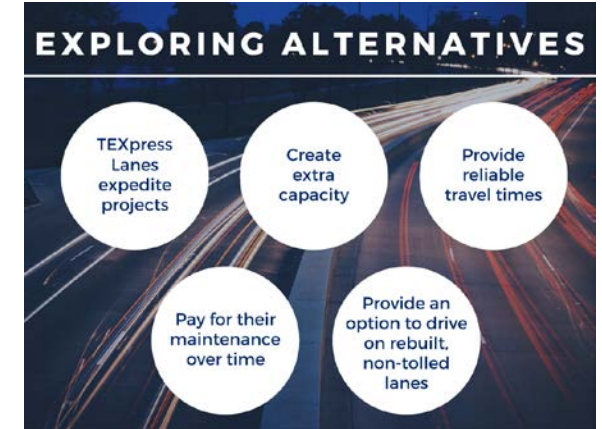 EXPLORING ALTERNATIVES
TEXpress
Lanes
expedite
projects
Create
extra
capacity
Provide
reliable
travel times
Pay for their
maintenance
over time
Provide an
option to drive
on rebuilt,
non-tolled
lanes